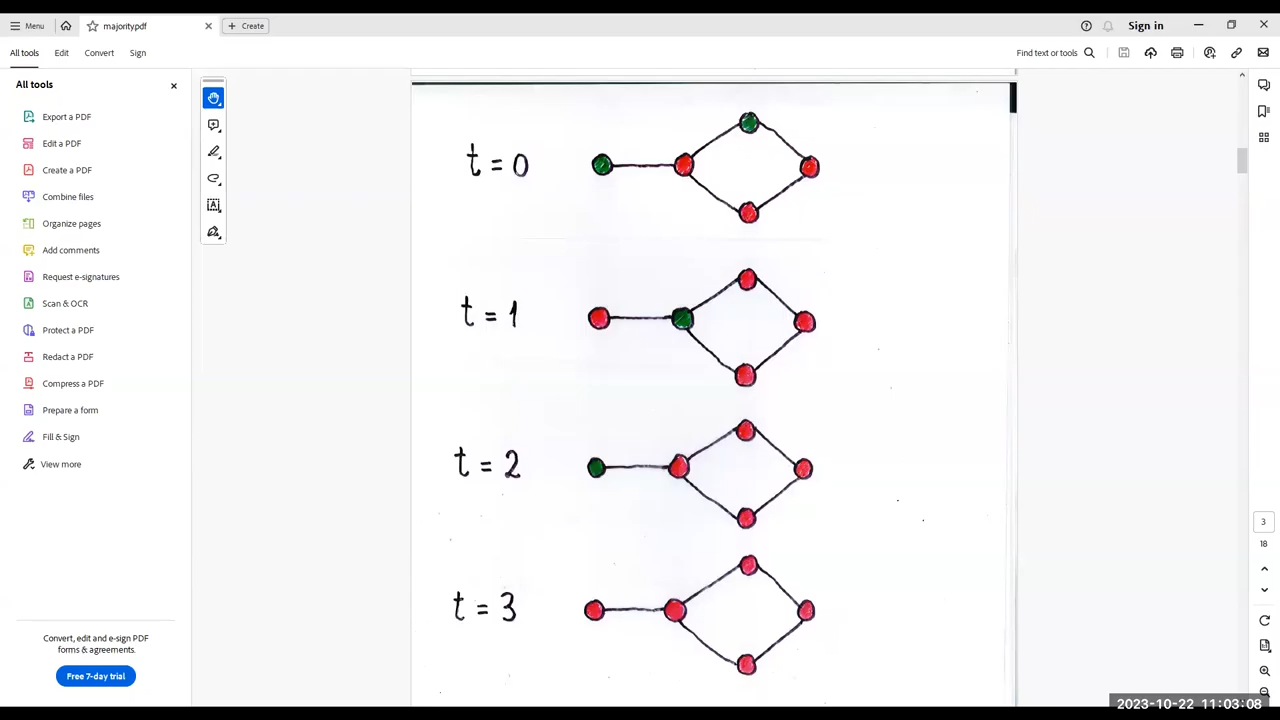 Menu
majority.pdf
Create
Sign in
All tools
Edit
Convert
Sign
Find text or tools
All tools
Export a PDF
Edit a PDF
Create a PDF
Combine files
Organize pages
Add comments
Request e-signatures
Scan & OCR
Protect a PDF
Redact a PDF
Compress a PDF
Prepare a form
Fill & Sign
View more
Convert, edit and e-sign PDF
forms & agreements.
Free 7-day trial
t = 0
t = 1
t = 2
t = 3
3
18
2023-10-22 11:03:08